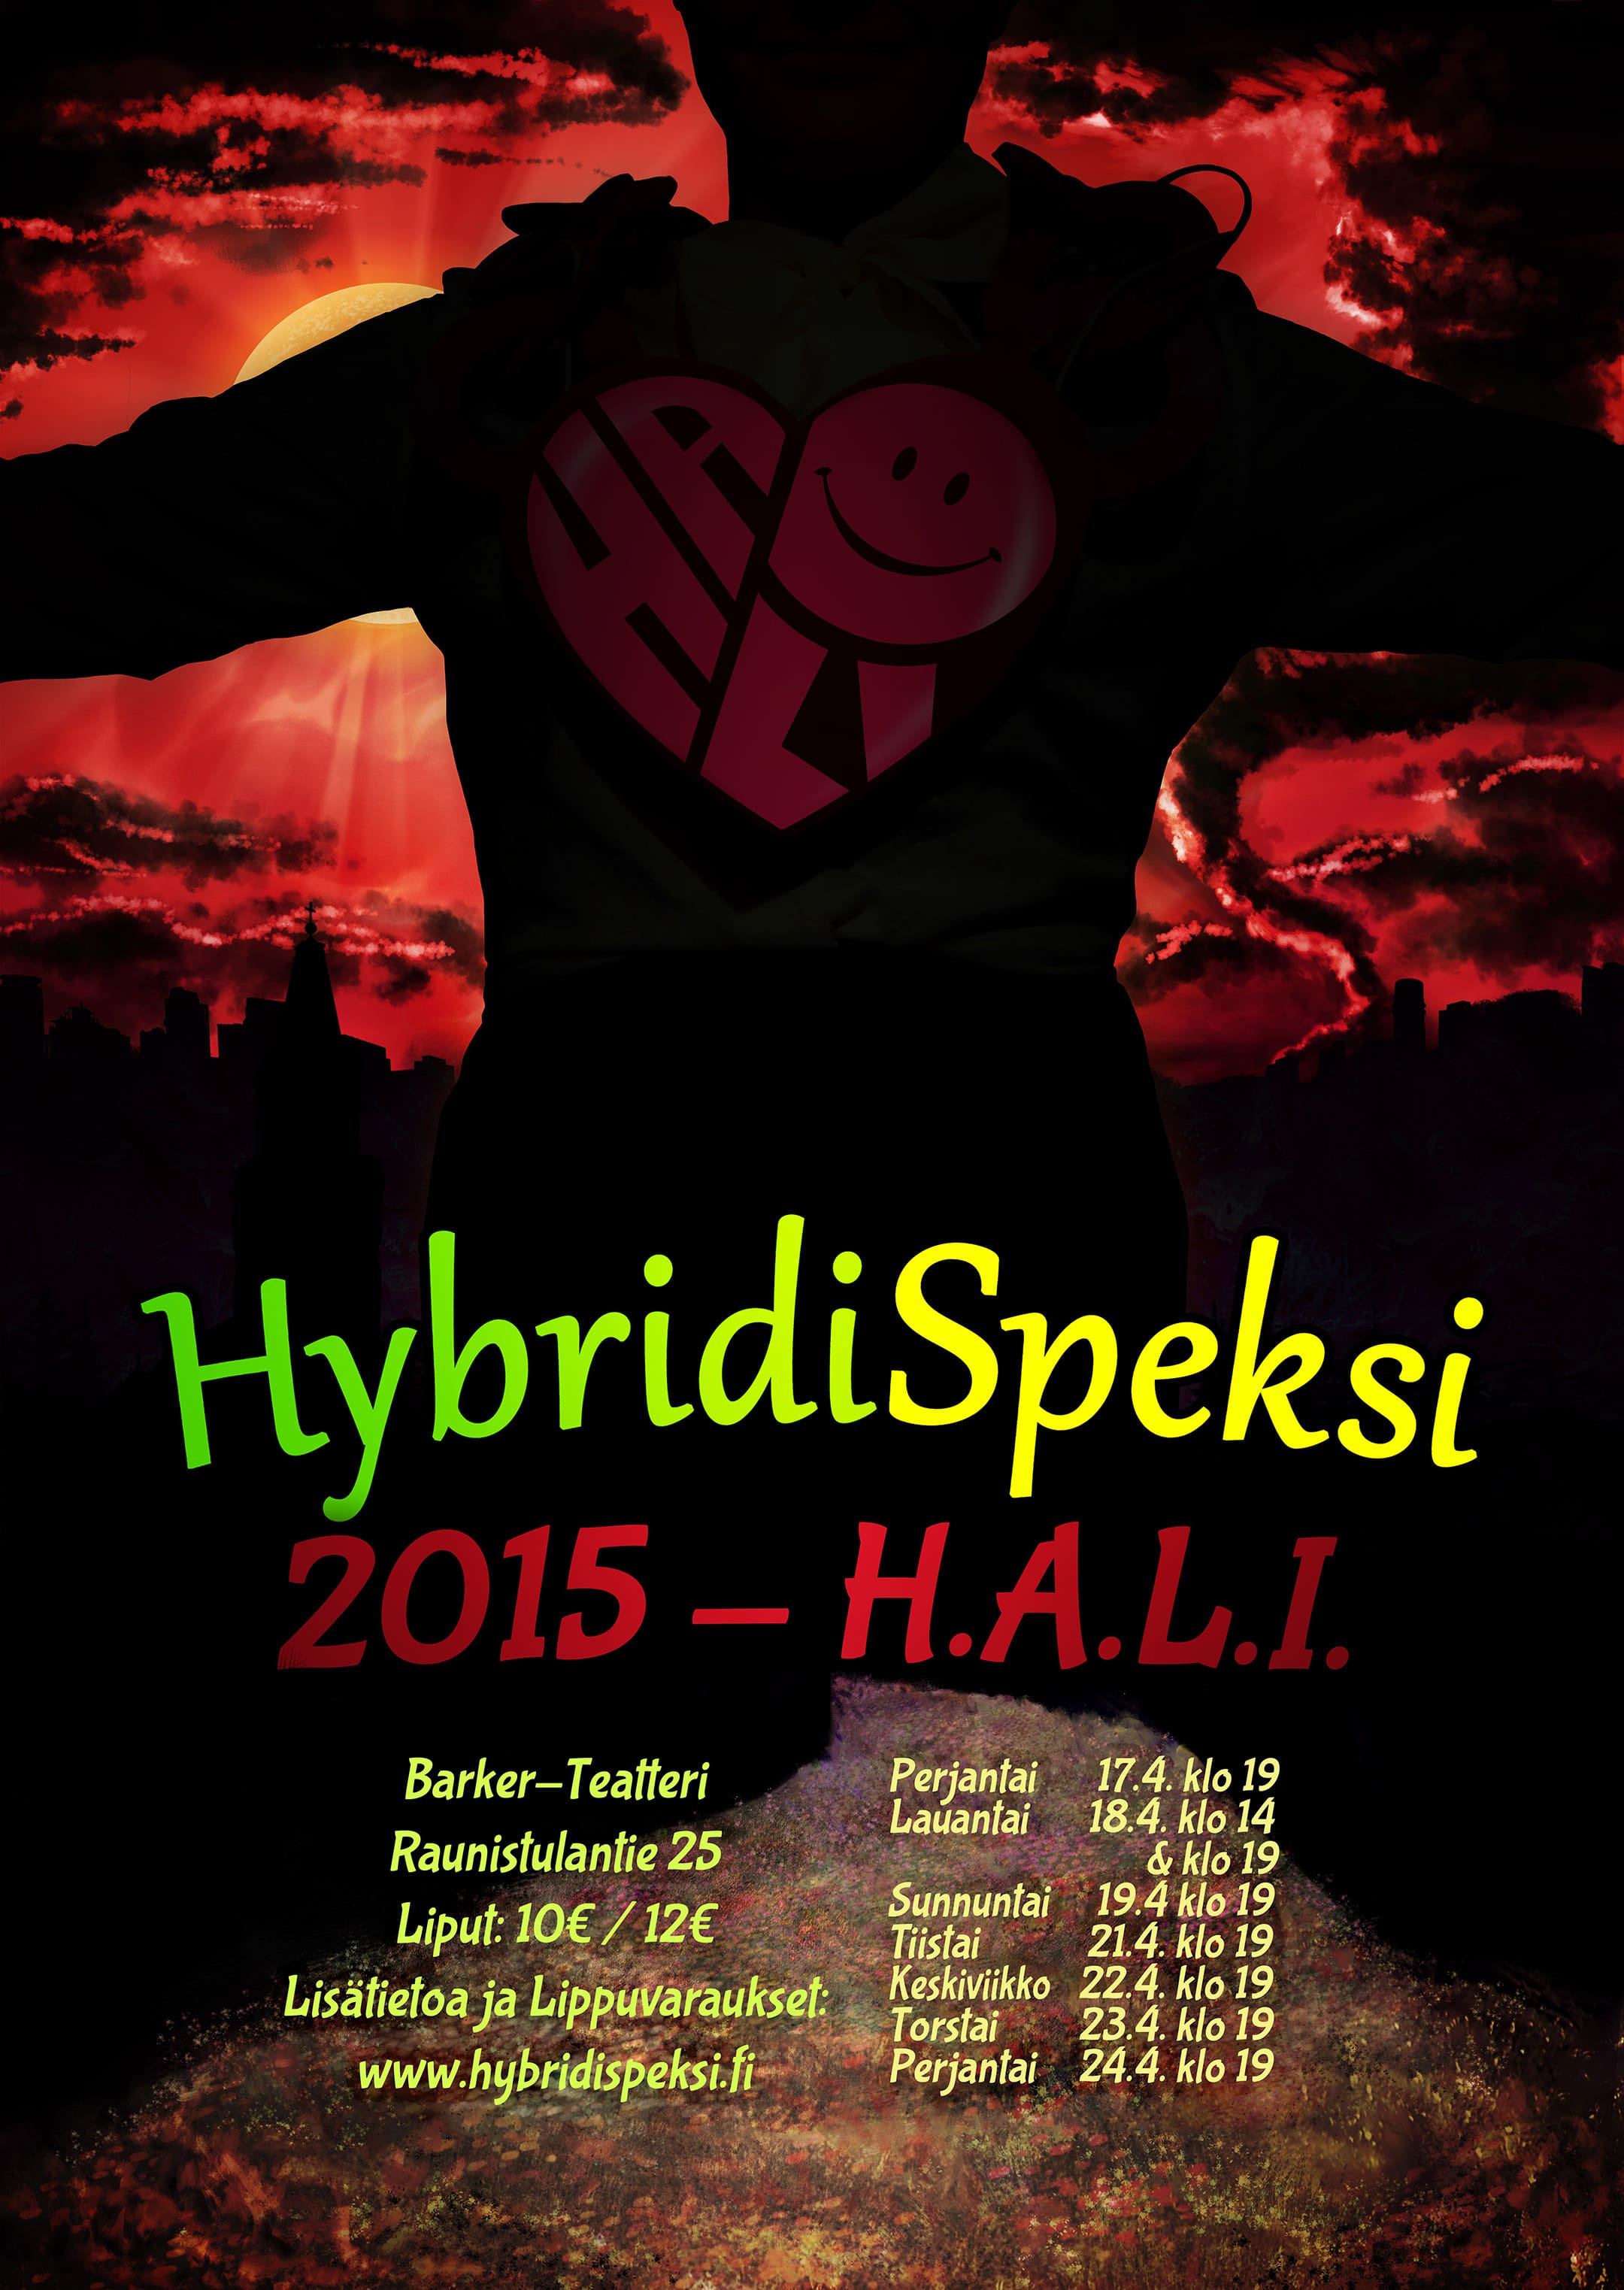 HALI
HybridiSpeksi
2015 – H.A.L.I.
Barker–Teatteri
Raunistulantie 25
Liput: 10€ / 12€
Lisätietoa ja Lippuvaraukset:
www.hybridispeksi.fi
Perjantai 17.4. klo 19
Lauantai 18.4. klo 14
& klo 19
Sunnuntai 19.4 klo 19
Tiistai 21.4. klo 19
Keskiviikko 22.4. klo 19
Torstai 23.4. klo 19
Perjantai 24.4. klo 19